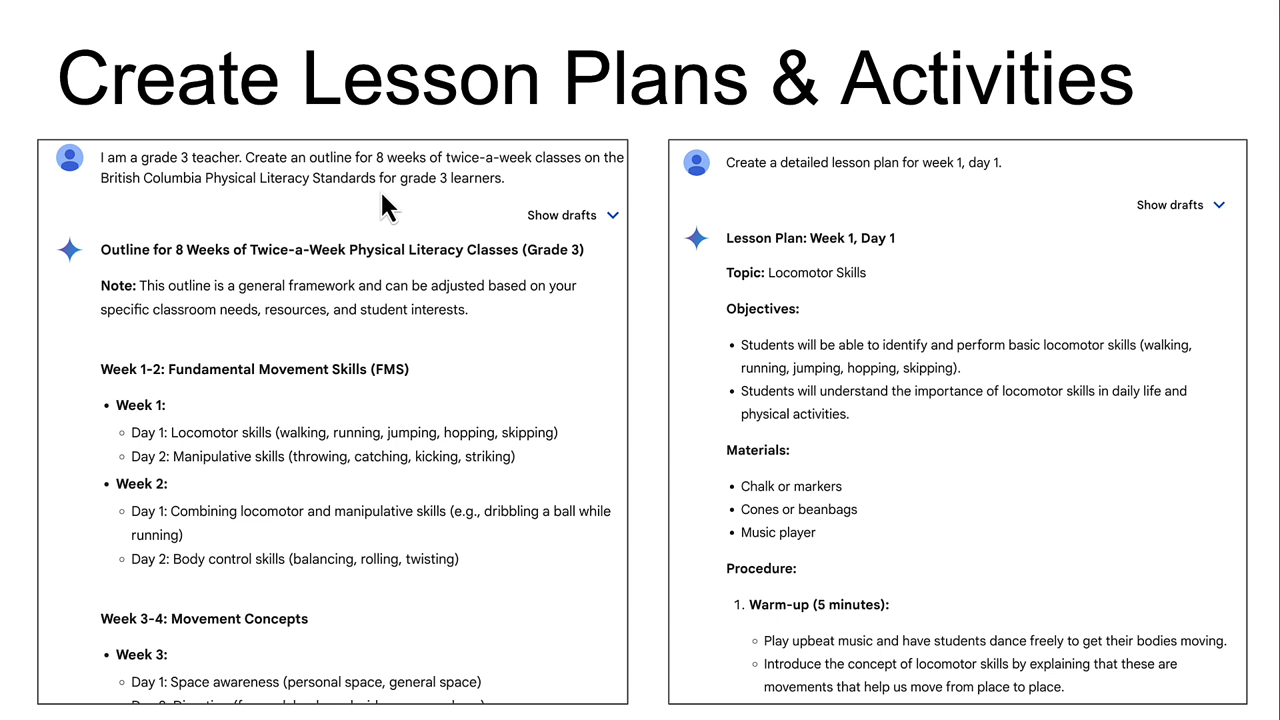 Create Lesson Plans & Activities
I am a grade 3 teacher. Create an outline for 8 weeks of twice-a-week classes on the
British Columbia Physical Literacy Standards for grade 3 learners.
Show drafts
Outline for 8 Weeks of Twice-a-Week Physical Literacy Classes (Grade 3)
Note: This outline is a general framework and can be adjusted based on your
specific classroom needs, resources, and student interests.
Week 1-2: Fundamental Movement Skills (FMS)
• Week 1:
○ Day 1: Locomotor skills (walking, running, jumping, hopping, skipping)
○ Day 2: Manipulative skills (throwing, catching, kicking, striking)
• Week 2:
○ Day 1: Combining locomotor and manipulative skills (e.g., dribbling a ball while
running)
○ Day 2: Body control skills (balancing, rolling, twisting)
Week 3-4: Movement Concepts
• Week 3:
○ Day 1: Space awareness (personal space, general space)
Create a detailed lesson plan for week 1, day 1.
Show drafts
Lesson Plan: Week 1, Day 1
Topic: Locomotor Skills
Objectives:
• Students will be able to identify and perform basic locomotor skills (walking,
running, jumping, hopping, skipping).
• Students will understand the importance of locomotor skills in daily life and
physical activities.
Materials:
• Chalk or markers
• Cones or beanbags
• Music player
Procedure:
1. Warm-up (5 minutes):
○ Play upbeat music and have students dance freely to get their bodies moving.
○ Introduce the concept of locomotor skills by explaining that these are
movements that help us move from place to place.